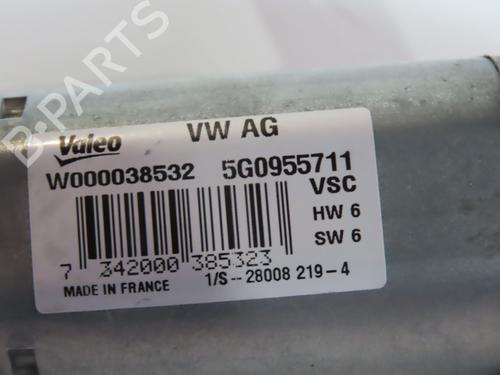 B-PARTS
Valeo
VW AG
W000038532 5G0955711
VSC
HW 6
SW 6
7 342000 385323
MADE IN FRANCE 1/S--28008 219-4